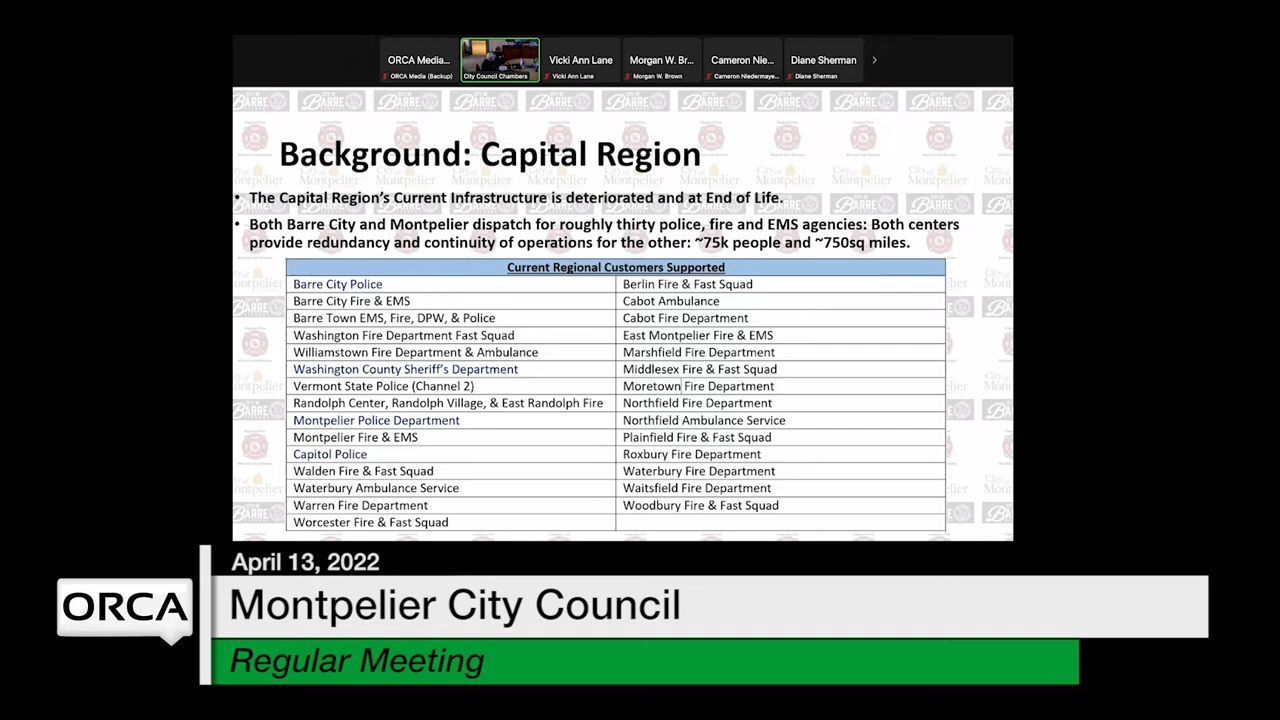 ORCA Media...
Vicki Ann Lane
Morgan W. Br...
Cameron Nie...
Diane Sherman
ORCA Media (Backup)
City Council Chambers
Vicki Ann Lane
Morgan W. Brown
Cameron Niedermaye...
Diane Sherman
Background: Capital Region
• The Capital Region's Current Infrastructure is deteriorated and at End of Life.
• Both Barre City and Montpelier dispatch for roughly thirty police, fire and EMS agencies: Both centers
provide redundancy and continuity of operations for the other: ~75k people and ~750sq miles.
Current Regional Customers Supported
Barre City Police
Berlin Fire & Fast Squad
Barre City Fire & EMS
Cabot Ambulance
Barre Town EMS, Fire, DPW, & Police
Cabot Fire Department
Washington Fire Department Fast Squad
East Montpelier Fire & EMS
Williamstown Fire Department & Ambulance
Marshfield Fire Department
Washington County Sheriff's Department
Middlesex Fire & Fast Squad
Vermont State Police (Channel 2)
Moretown Fire Department
Randolph Center, Randolph Village, & East Randolph Fire
Northfield Fire Department
Montpelier Police Department
Northfield Ambulance Service
Montpelier Fire & EMS
Plainfield Fire & Fast Squad
Capitol Police
Roxbury Fire Department
Walden Fire & Fast Squad
Waterbury Fire Department
Waterbury Ambulance Service
Waitsfield Fire Department
Warren Fire Department
Woodbury Fire & Fast Squad
Worcester Fire & Fast Squad
April 13, 2022
ORCA
Montpelier City Council
Regular Meeting